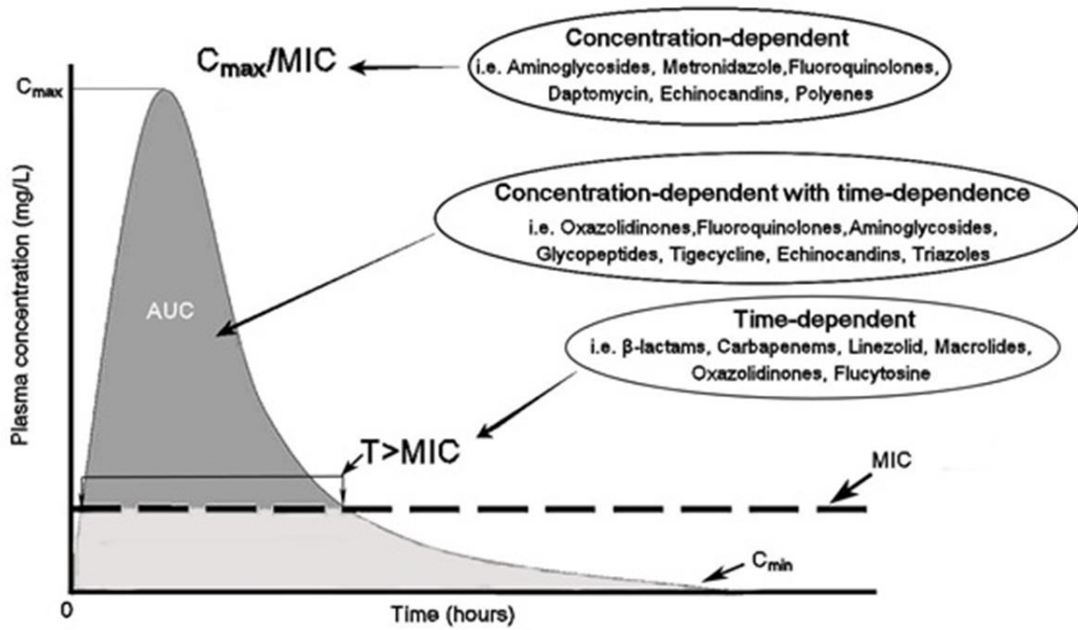 Concentration-dependent
i.e. Aminoglycosides, Metronidazole,Fluoroquinolones,
Daptomycin, Echinocandins, Polyenes
Cmax/MIC
Cmax
Concentration-dependent with time-dependence
i.e. Oxazolidinones,Fluoroquinolones,Aminoglycosides,
Glycopeptides, Tigecycline, Echinocandins, Triazoles
Plasma concentration (mg/L)
AUC
Time-dependent
i.e. β-lactams, Carbapenems, Linezolid, Macrolides,
Oxazolidinones, Flucytosine
T>MIC
MIC
Cmin
0
Time (hours)